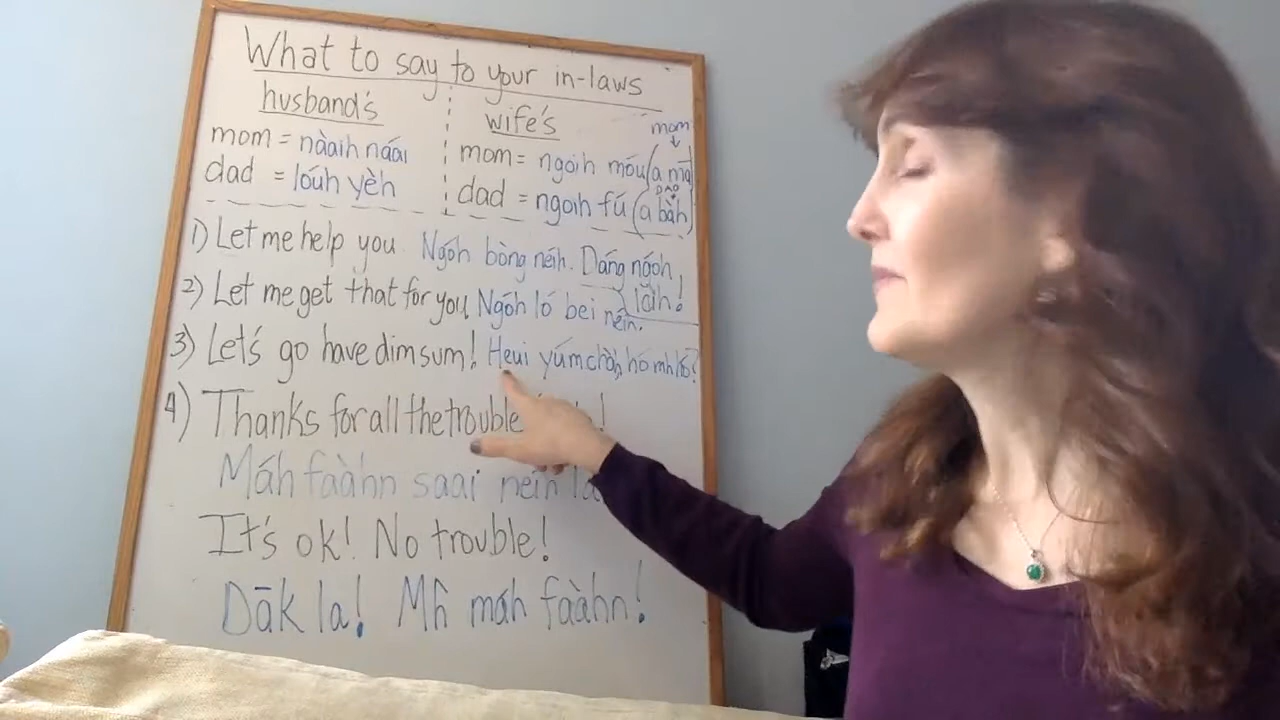 What to say to your in-laws
husband's
mom = nàaih náai
dad = lóuh yèh
wife's
mom
mom = ngoih móu (a mā)
DAD
dad = ngoih fú (a bàh)
1) Let me help you. Ngóh bòng néih. Dáng ngóh
làih!
2) Let me get that for you. Ngóh ló bei néih.
3) Let's go have dim sum! Heui yúm chòh, hó mh hó?
4) Thanks for all the trouble
Màh faàhn saai néih la
It's ok! No trouble!
Dāk la! Mh máh faàhn!